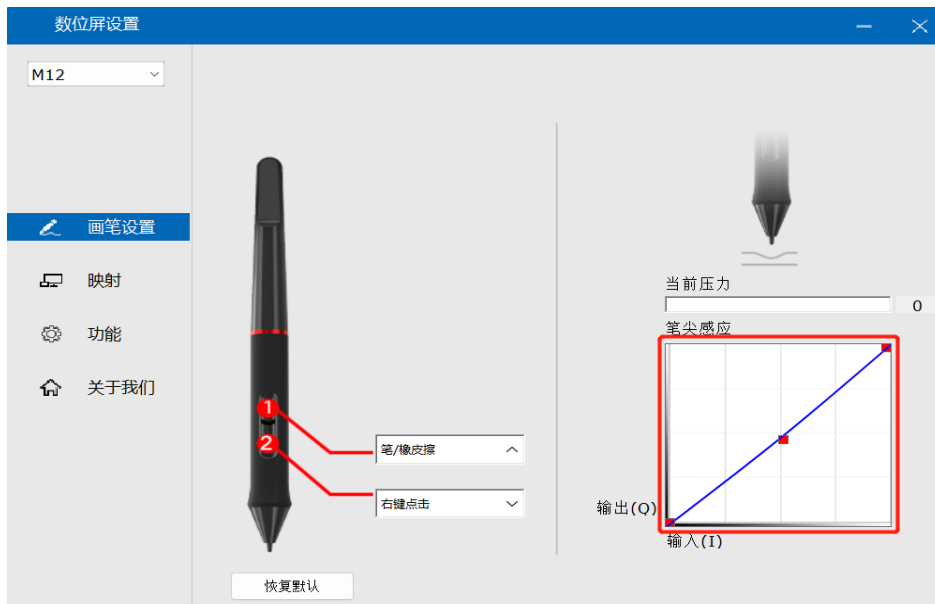 数位屏设置
M12
画笔设置
映射
功能
关于我们
1
2
笔/橡皮擦
右键点击
恢复默认
当前压力
0
笔尖感应
输出(Q)
输入(I)